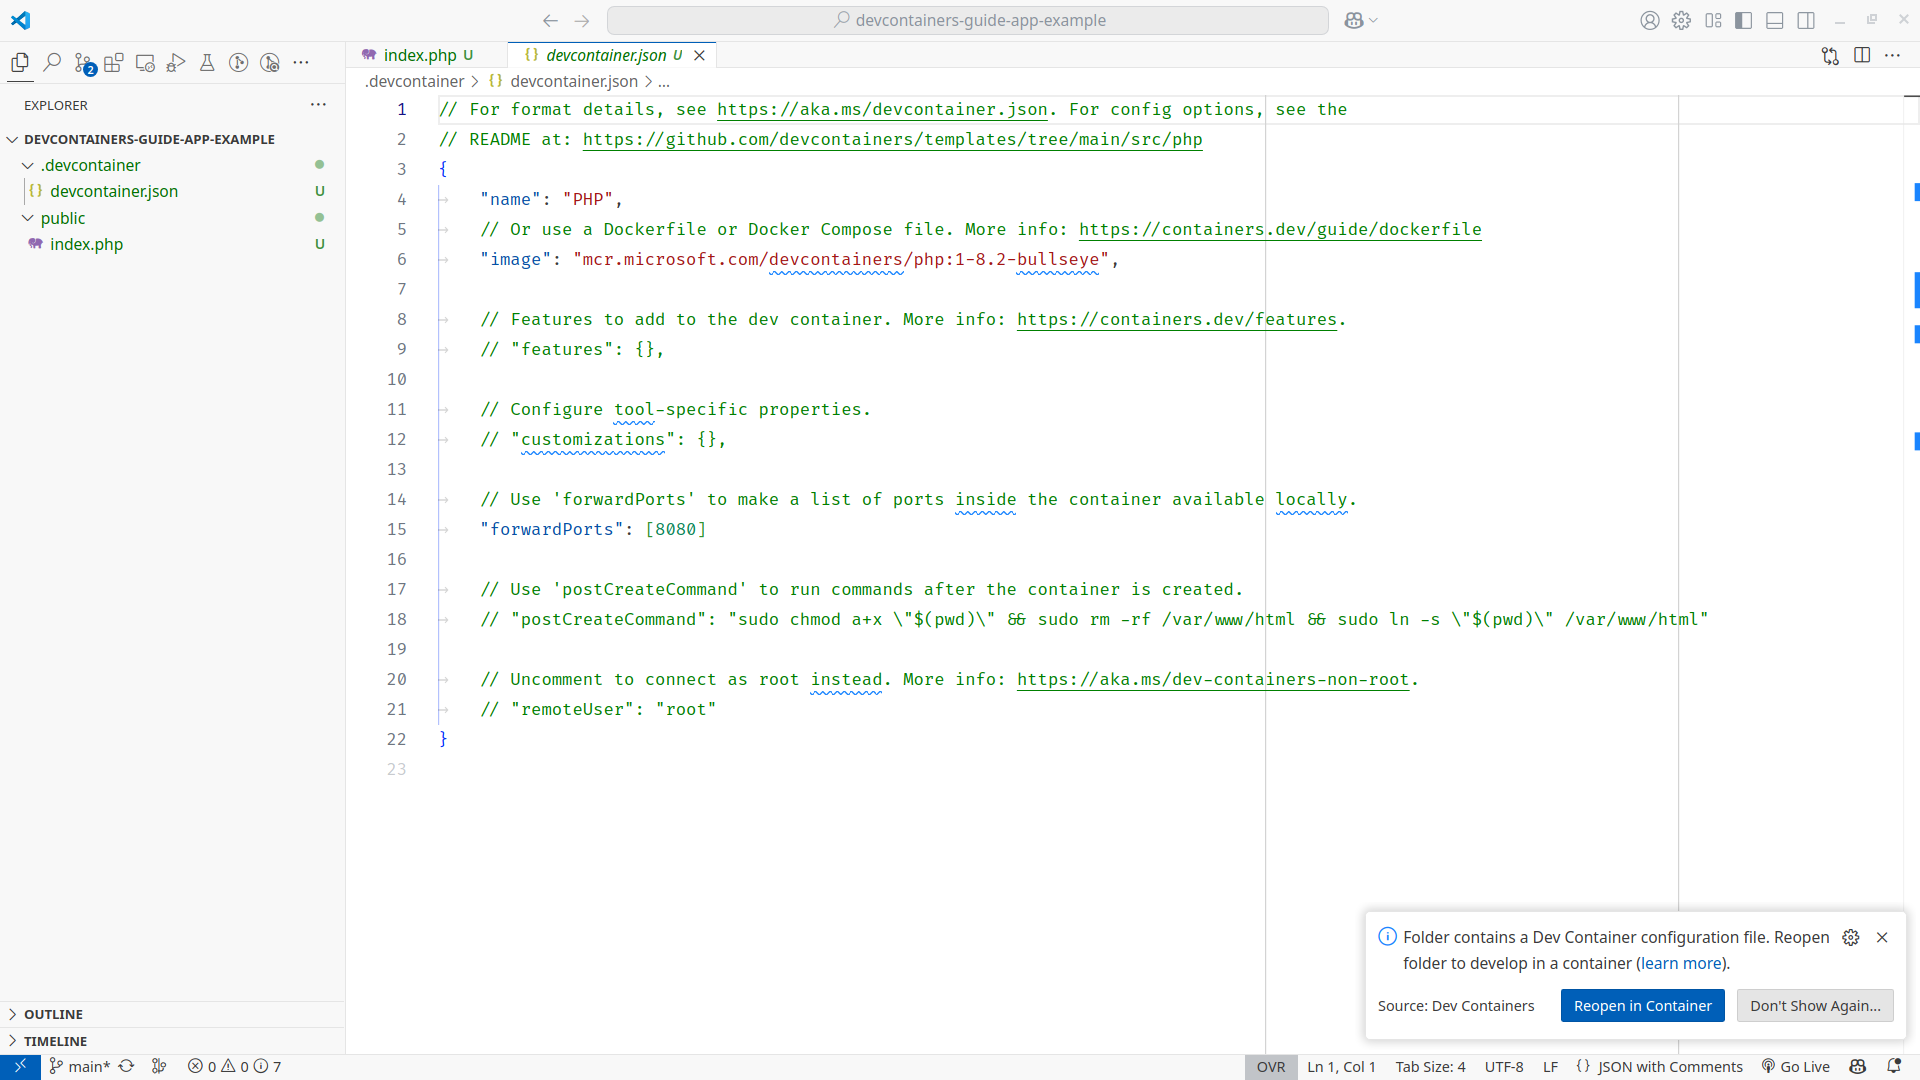 devcontainers-guide-app-example
2
index.php U
devcontainer.json U
.devcontainer > devcontainer.json > ...
EXPLORER
DEVCONTAINERS-GUIDE-APP-EXAMPLE
.devcontainer
devcontainer.json U
public
index.php U
1 // For format details, see https://aka.ms/devcontainer.json. For config options, see the
2 // README at: https://github.com/devcontainers/templates/tree/main/src/php
3 {
4 "name": "PHP",
5 // Or use a Dockerfile or Docker Compose file. More info: https://containers.dev/guide/dockerfile
6 "image": "mcr.microsoft.com/devcontainers/php:1-8.2-bullseye",
7
8 // Features to add to the dev container. More info: https://containers.dev/features.
9 // "features": {},
10
11 // Configure tool-specific properties.
12 // "customizations": {},
13
14 // Use 'forwardPorts' to make a list of ports inside the container available locally.
15 "forwardPorts": [8080]
16
17 // Use 'postCreateCommand' to run commands after the container is created.
18 // "postCreateCommand": "sudo chmod a+x \"$(pwd)\" && sudo rm -rf /var/www/html && sudo ln -s \"$(pwd)\" /var/www/html"
19
20 // Uncomment to connect as root instead. More info: https://aka.ms/dev-containers-non-root.
21 // "remoteUser": "root"
22 }
23
Folder contains a Dev Container configuration file. Reopen
folder to develop in a container (learn more).
Source: Dev Containers
Reopen in Container
Don't Show Again...
OUTLINE
TIMELINE
main* 0 0 7
OVR Ln 1, Col 1 Tab Size: 4 UTF-8 LF {} JSON with Comments Go Live